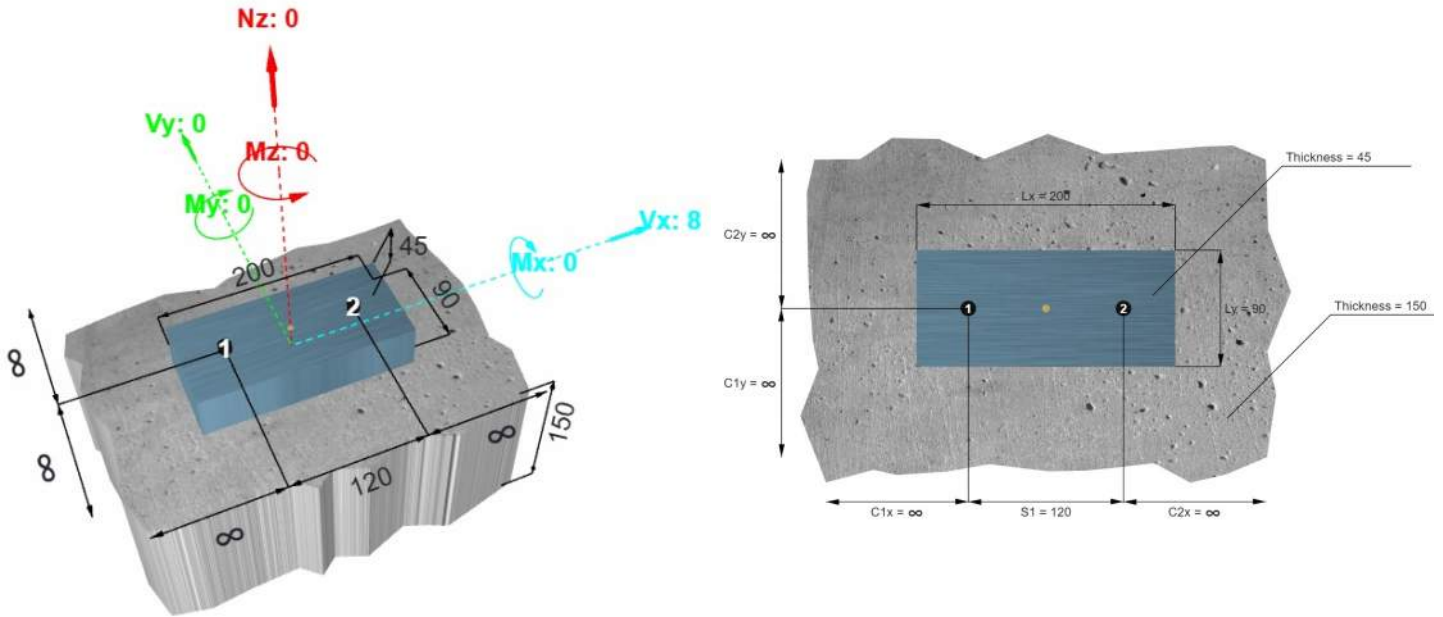 Nz: 0
Vy: 0
Mz: 0
My: 0
Vx: 8
Mx: 0
45
200
90
2
1
∞
∞
150
∞
120
∞
Thickness = 45
Lx = 200
C2y = ∞
1
2
Ly = 90
Thickness = 150
C1y = ∞
C1x = ∞
S1 = 120
C2x = ∞